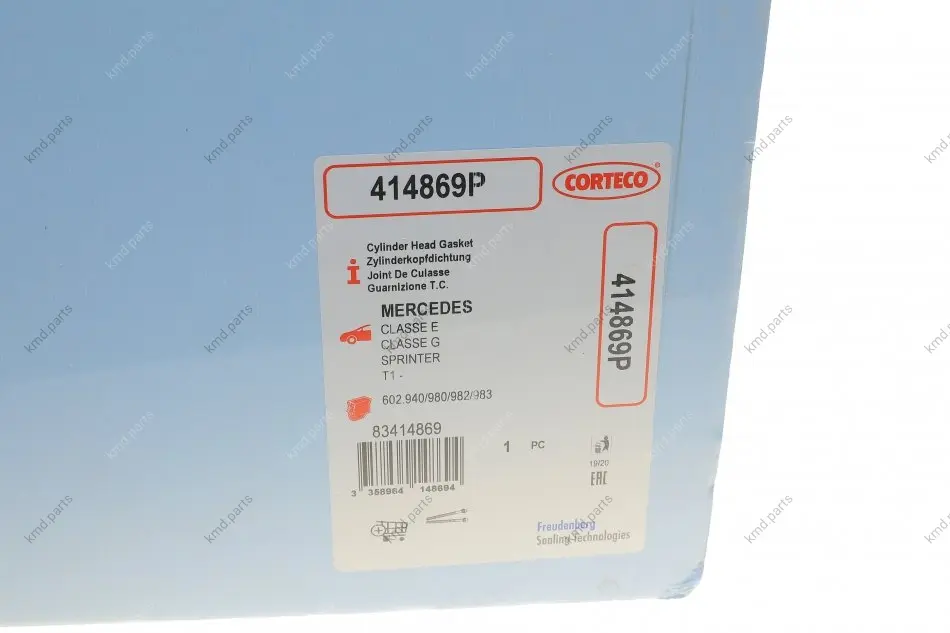 414869P
CORTECO
Cylinder Head Gasket
Zylinderkopfdichtung
Joint De Culasse
Guarnizione T.C.
MERCEDES
CLASSE E
CLASSE G
SPRINTER
T1 -
602.940/980/982/983
414869P
83414869
1 PC
19/20
EAC
3 358964 148694
Freudenberg
Sealing Technologies
kmd.parts